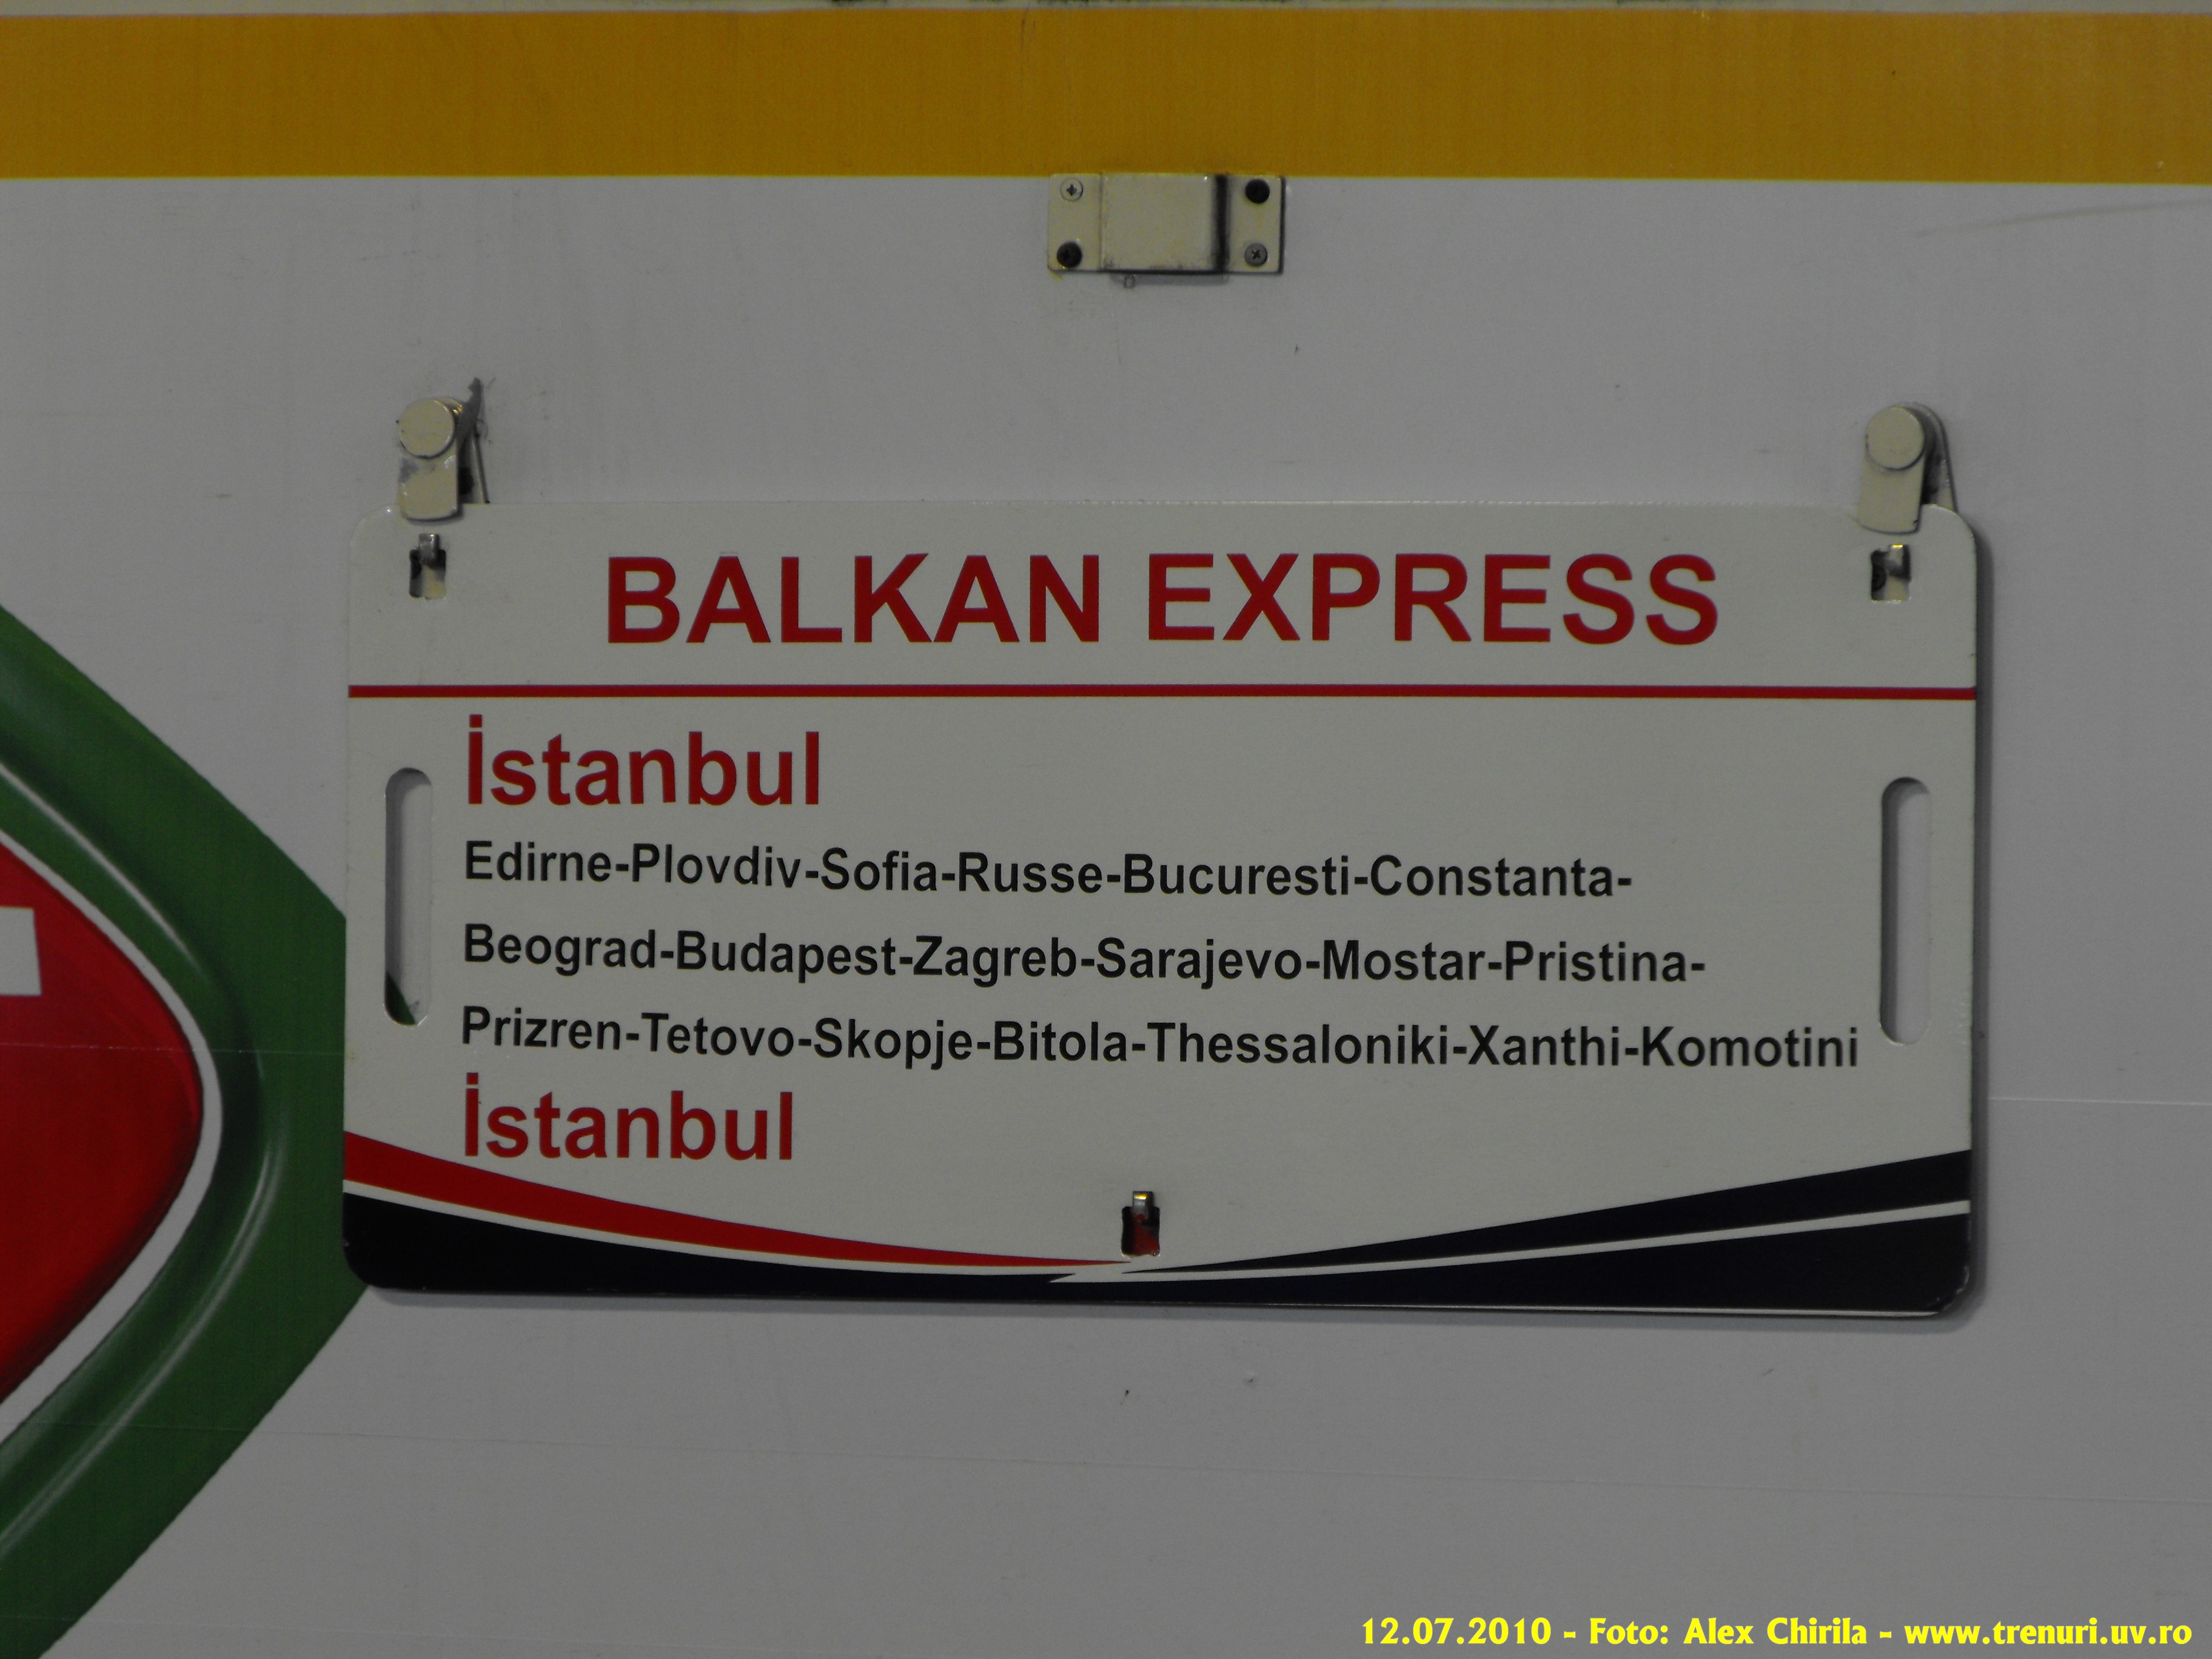 BALKAN EXPRESS
İstanbul
Edirne-Plovdiv-Sofia-Russe-Bucuresti-Constanta-
Beograd-Budapest-Zagreb-Sarajevo-Mostar-Pristina-
Prizren-Tetovo-Skopje-Bitola-Thessaloniki-Xanthi-Komotini
İstanbul
12.07.2010 - Foto: Alex Chirila - www.trenuri.uv.ro